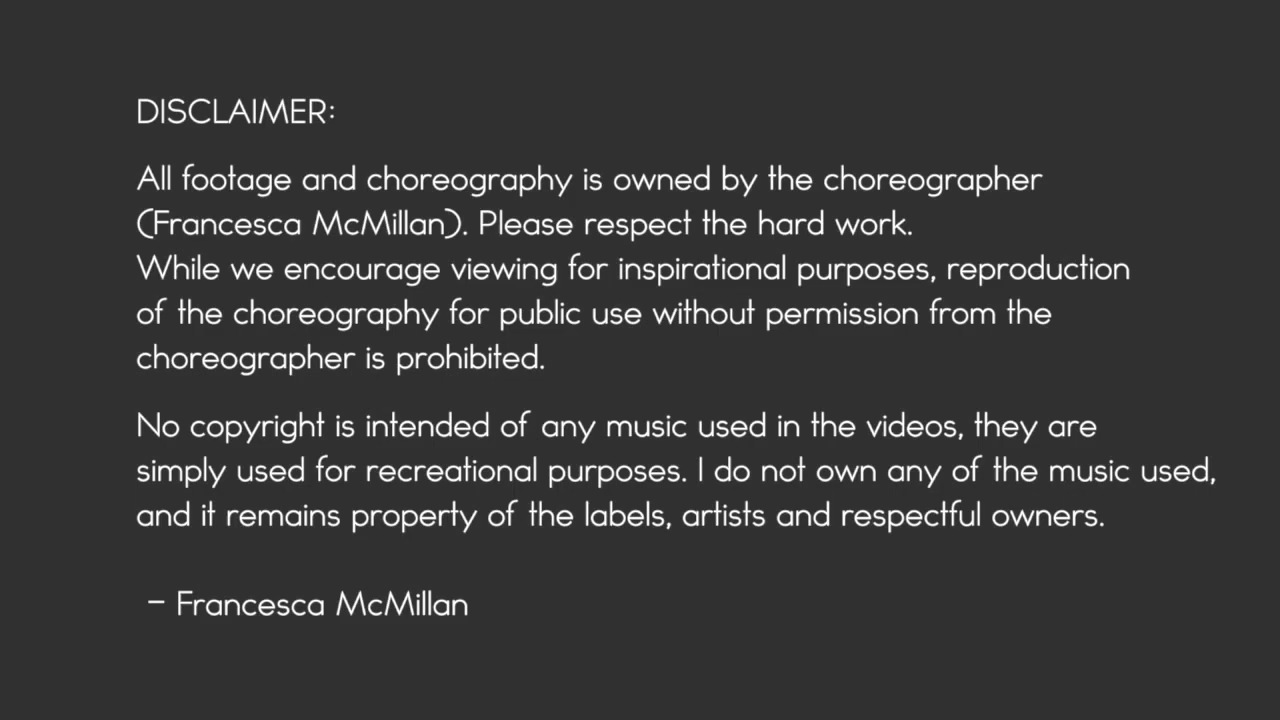 DISCLAIMER:
All footage and choreography is owned by the choreographer
(Francesca McMillan). Please respect the hard work.
While we encourage viewing for inspirational purposes, reproduction
of the choreography for public use without permission from the
choreographer is prohibited.
No copyright is intended of any music used in the videos, they are
simply used for recreational purposes. I do not own any of the music used,
and it remains property of the labels, artists and respectful owners.
- Francesca McMillan